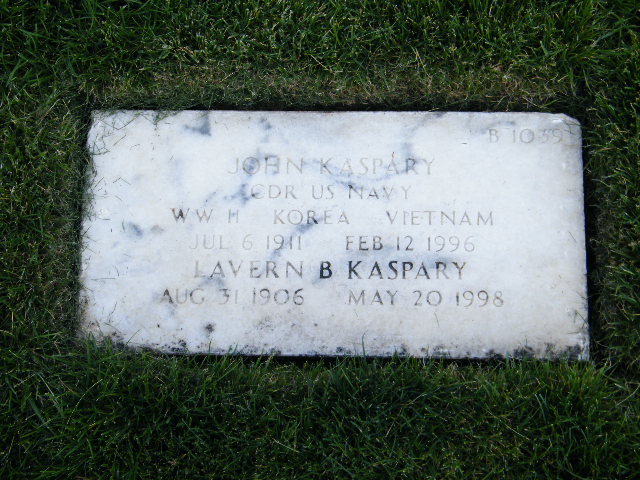 B 1039
JOHN KASPARY
CDR US NAVY
WW II KOREA VIETNAM
JUL 6 1911 FEB 12 1996
LAVERN B KASPARY
AUG 31 1906 MAY 20 1998